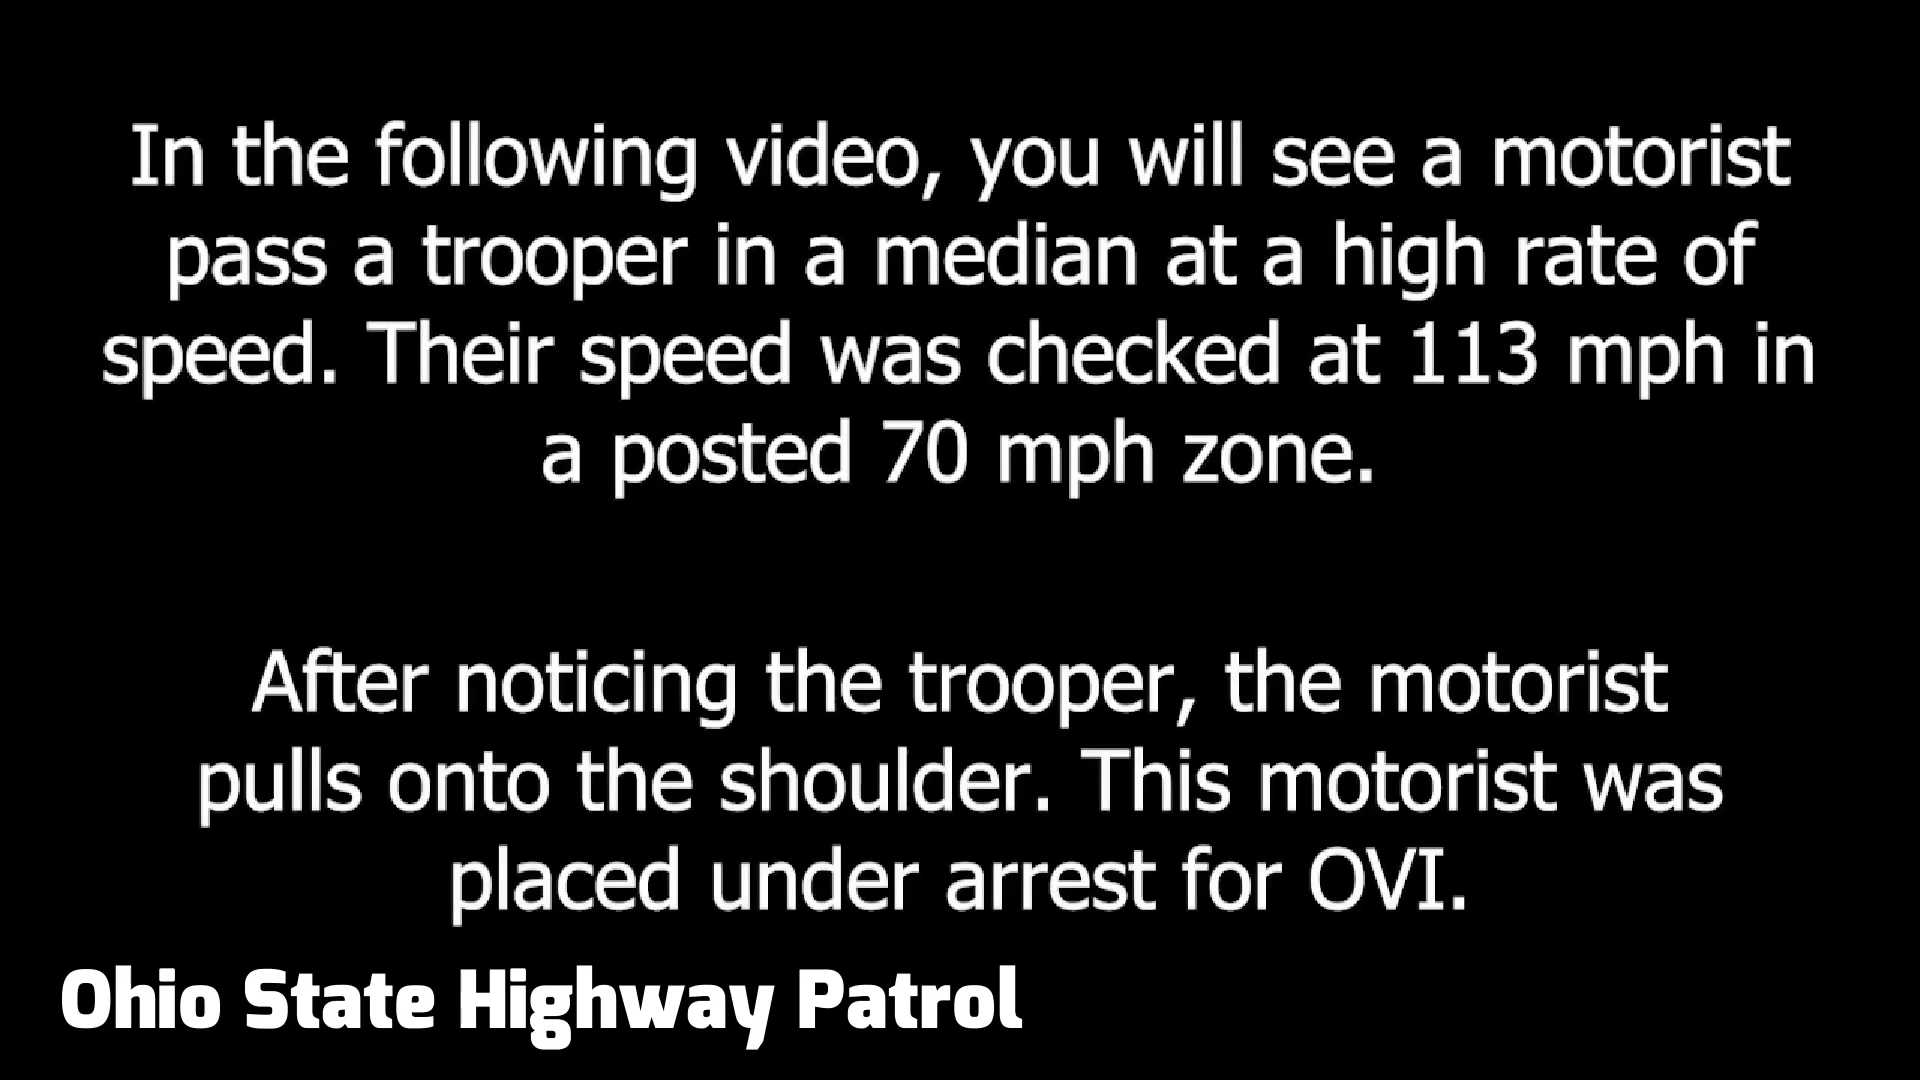 In the following video, you will see a motorist
pass a trooper in a median at a high rate of
speed. Their speed was checked at 113 mph in
a posted 70 mph zone.
After noticing the trooper, the motorist
pulls onto the shoulder. This motorist was
placed under arrest for OVI.
Ohio State Highway Patrol